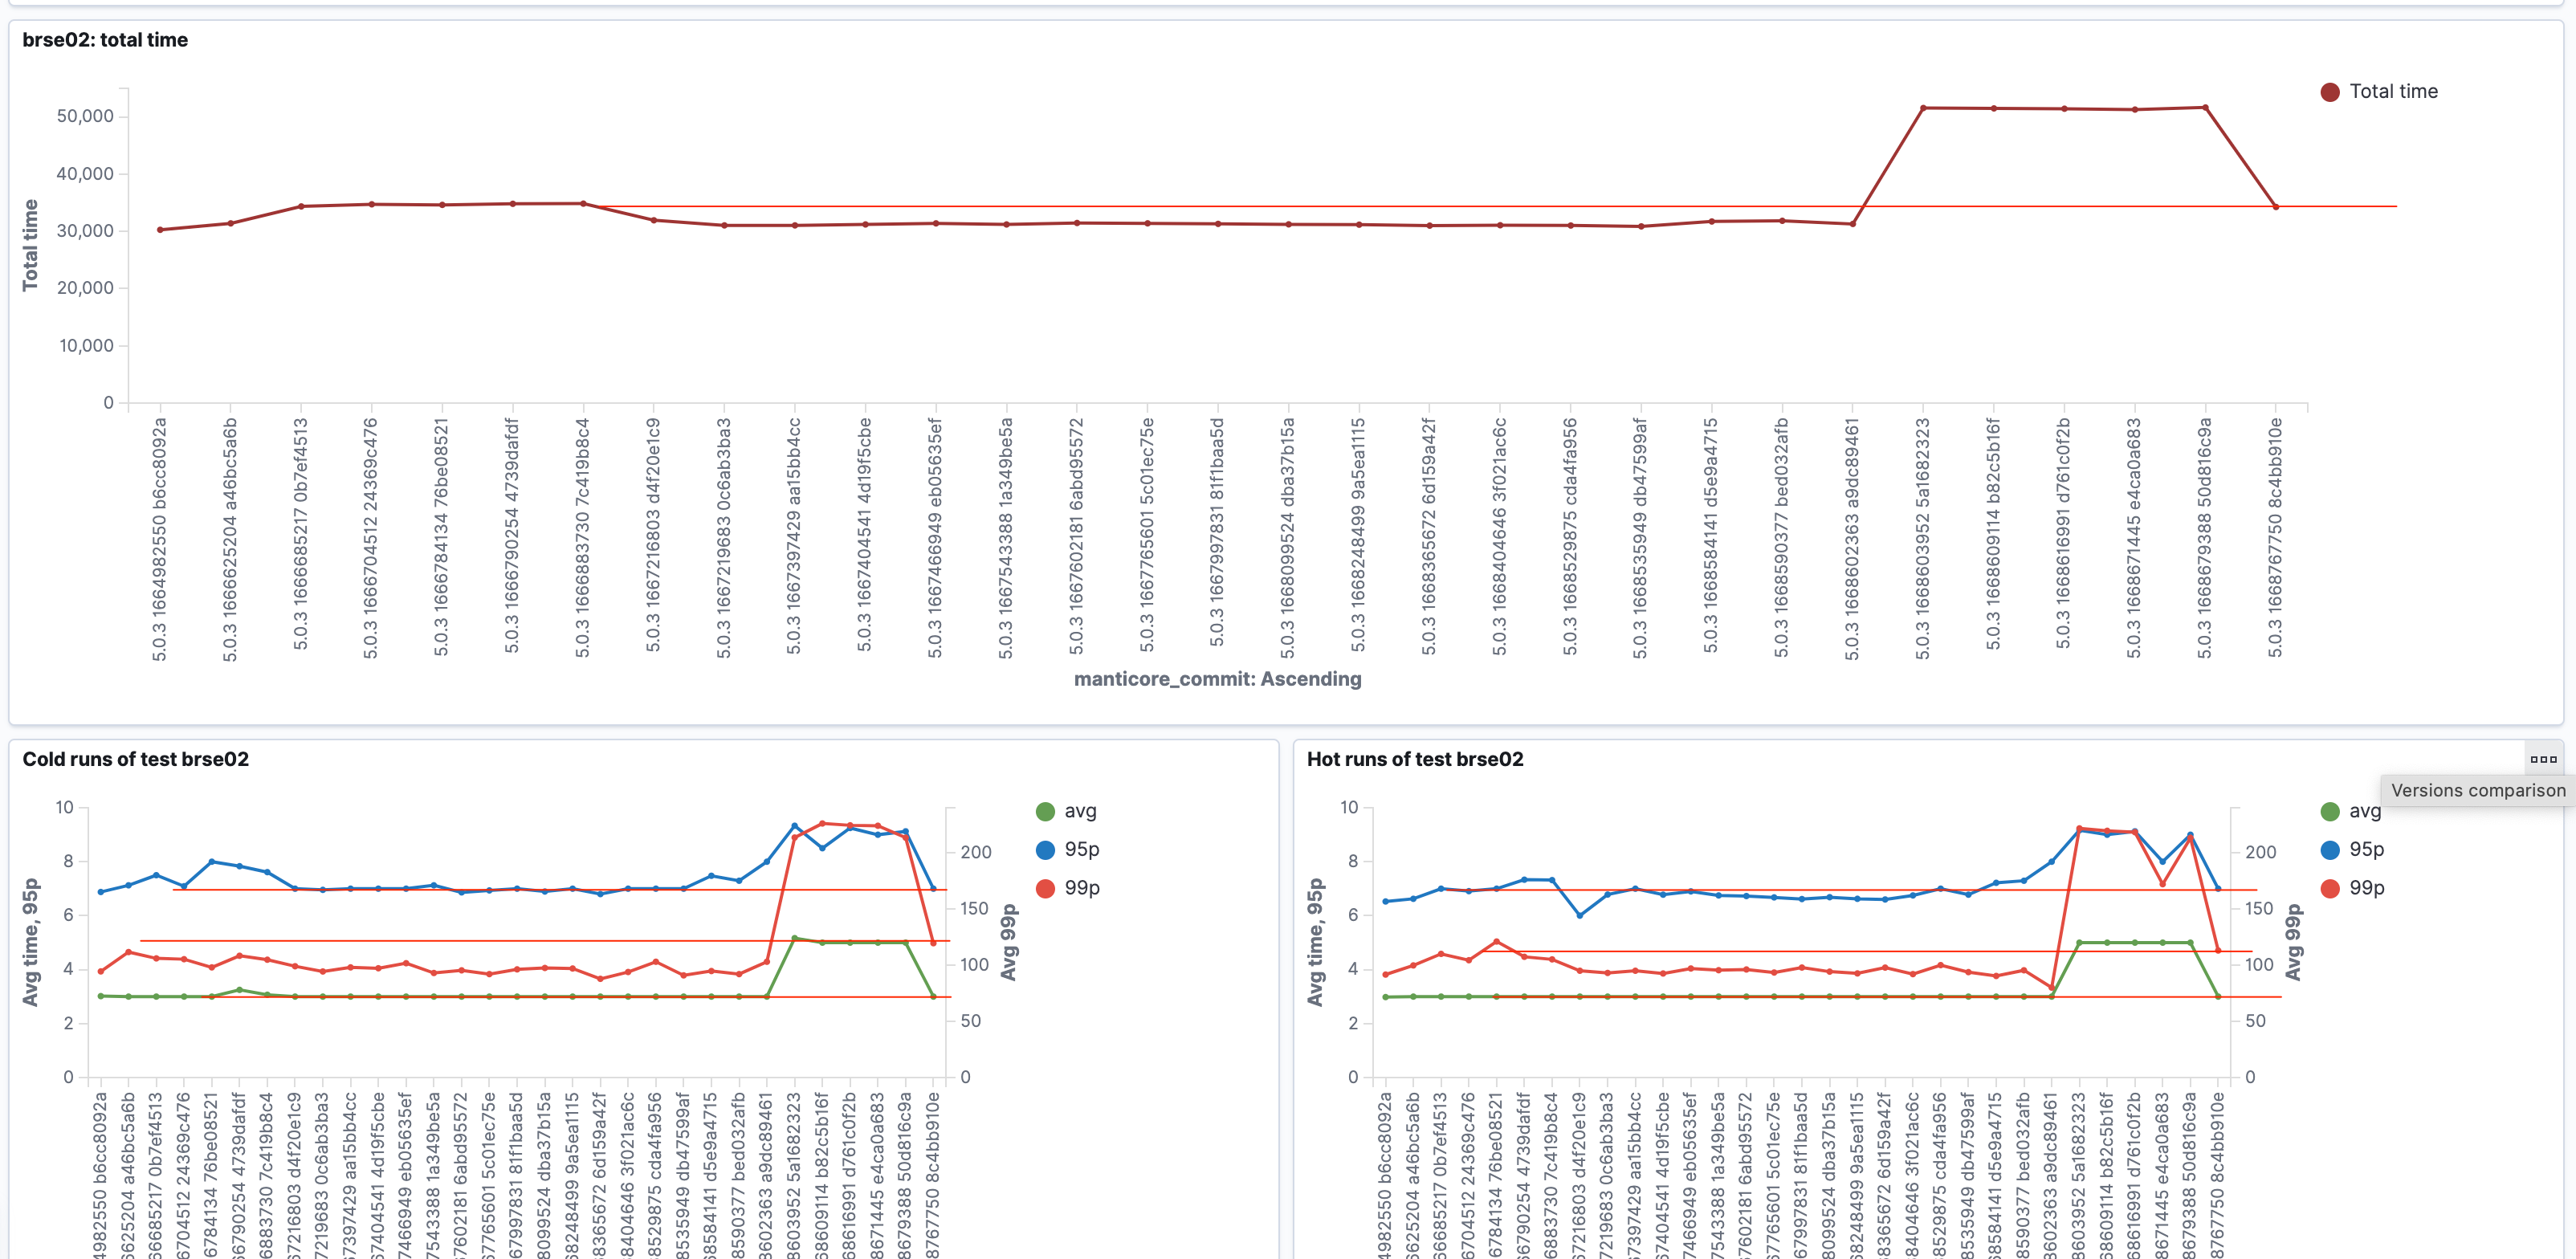 brse02: total time
Total time
50,000
40,000
30,000
20,000
10,000
0
Total time
5.0.3 1664982550 b6cc8092a
5.0.3 1666625204 a46bc5a6b
5.0.3 1666685217 0b7ef4513
5.0.3 1666704512 24369c476
5.0.3 1666784134 76be08521
5.0.3 1666790254 4739dafdf
5.0.3 1666883730 7c419b8c4
5.0.3 1667216803 d4f20e1c9
5.0.3 1667219683 0c6ab3ba3
5.0.3 1667397429 aa15bb4cc
5.0.3 1667404541 4d19f5cbe
5.0.3 1667466949 eb05635ef
5.0.3 1667543388 1a349be5a
5.0.3 1667602181 6abd95572
5.0.3 1667765601 5c01ec75e
5.0.3 1667997831 81f1baa5d
5.0.3 1668099524 dba37b15a
5.0.3 1668248499 9a5ea1115
5.0.3 1668365672 6d159a42f
5.0.3 1668404646 3f021ac6c
5.0.3 1668529875 cda4fa956
5.0.3 1668535949 db47599af
5.0.3 1668584141 d5e9a4715
5.0.3 1668590377 bed032afb
5.0.3 1668602363 a9dc89461
5.0.3 1668603952 5a1682323
5.0.3 1668609114 b82c5b16f
5.0.3 1668616991 d761c0f2b
5.0.3 1668671445 e4ca0a683
5.0.3 1668679388 50d816c9a
5.0.3 1668767750 8c4bb910e
manticore_commit: Ascending
Cold runs of test brse02
Avg time, 95p
10
8
6
4
2
0
200
150
100
50
0
Avg 99p
avg
95p
99p
4982550 b6cc8092a
6625204 a46bc5a6b
6685217 0b7ef4513
6704512 24369c476
6784134 76be08521
6790254 4739dafdf
6883730 7c419b8c4
7216803 d4f20e1c9
7219683 0c6ab3ba3
7397429 aa15bb4cc
7404541 4d19f5cbe
7466949 eb05635ef
7543388 1a349be5a
7602181 6abd95572
7765601 5c01ec75e
7997831 81f1baa5d
8099524 dba37b15a
8248499 9a5ea1115
8365672 6d159a42f
8404646 3f021ac6c
8529875 cda4fa956
8535949 db47599af
8584141 d5e9a4715
8590377 bed032afb
8602363 a9dc89461
8603952 5a1682323
8609114 b82c5b16f
8616991 d761c0f2b
8671445 e4ca0a683
8679388 50d816c9a
8767750 8c4bb910e
Hot runs of test brse02
Versions comparison
Avg time, 95p
10
8
6
4
2
0
200
150
100
50
0
Avg 99p
avg
95p
99p
4982550 b6cc8092a
6625204 a46bc5a6b
6685217 0b7ef4513
6704512 24369c476
6784134 76be08521
6790254 4739dafdf
6883730 7c419b8c4
7216803 d4f20e1c9
7219683 0c6ab3ba3
7397429 aa15bb4cc
7404541 4d19f5cbe
7466949 eb05635ef
7543388 1a349be5a
7602181 6abd95572
7765601 5c01ec75e
7997831 81f1baa5d
8099524 dba37b15a
8248499 9a5ea1115
8365672 6d159a42f
8404646 3f021ac6c
8529875 cda4fa956
8535949 db47599af
8584141 d5e9a4715
8590377 bed032afb
8602363 a9dc89461
8603952 5a1682323
8609114 b82c5b16f
8616991 d761c0f2b
8671445 e4ca0a683
8679388 50d816c9a
8767750 8c4bb910e